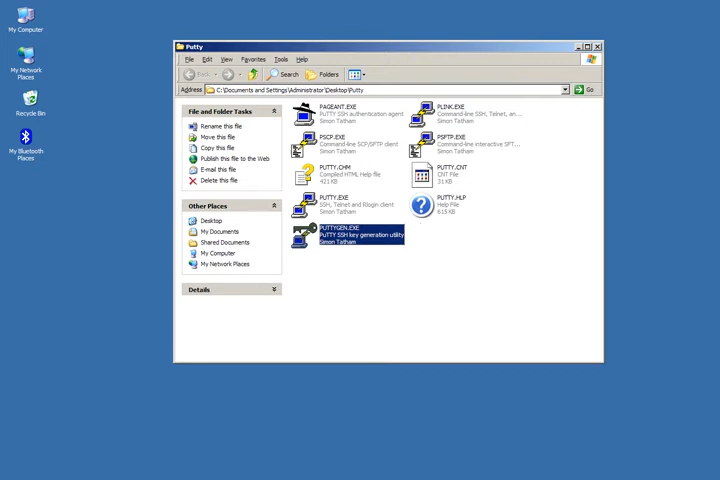 My Computer
My Network
Places
Recycle Bin
My Bluetooth
Places
Putty
File Edit View Favorites Tools Help
Back Search Folders
Address C:\Documents and Settings\Administrator\Desktop\Putty Go
File and Folder Tasks
Rename this file
Move this file
Copy this file
Publish this file to the Web
E-mail this file
Delete this file
Other Places
Desktop
My Documents
Shared Documents
My Computer
My Network Places
Details
PAGEANT.EXE
PuTTY SSH authentication agent
Simon Tatham
PLINK.EXE
Command-line SSH, Telnet, an...
Simon Tatham
PSCP.EXE
Command-line SCP/SFTP client
Simon Tatham
PSFTP.EXE
Command-line interactive SFT...
Simon Tatham
PUTTY.CHM
Compiled HTML Help file
421 KB
PUTTY.CNT
CNT File
31 KB
PUTTY.EXE
SSH, Telnet and Rlogin client
Simon Tatham
PUTTY.HLP
Help File
618 KB
PUTTYGEN.EXE
PuTTY SSH key generation utility
Simon Tatham